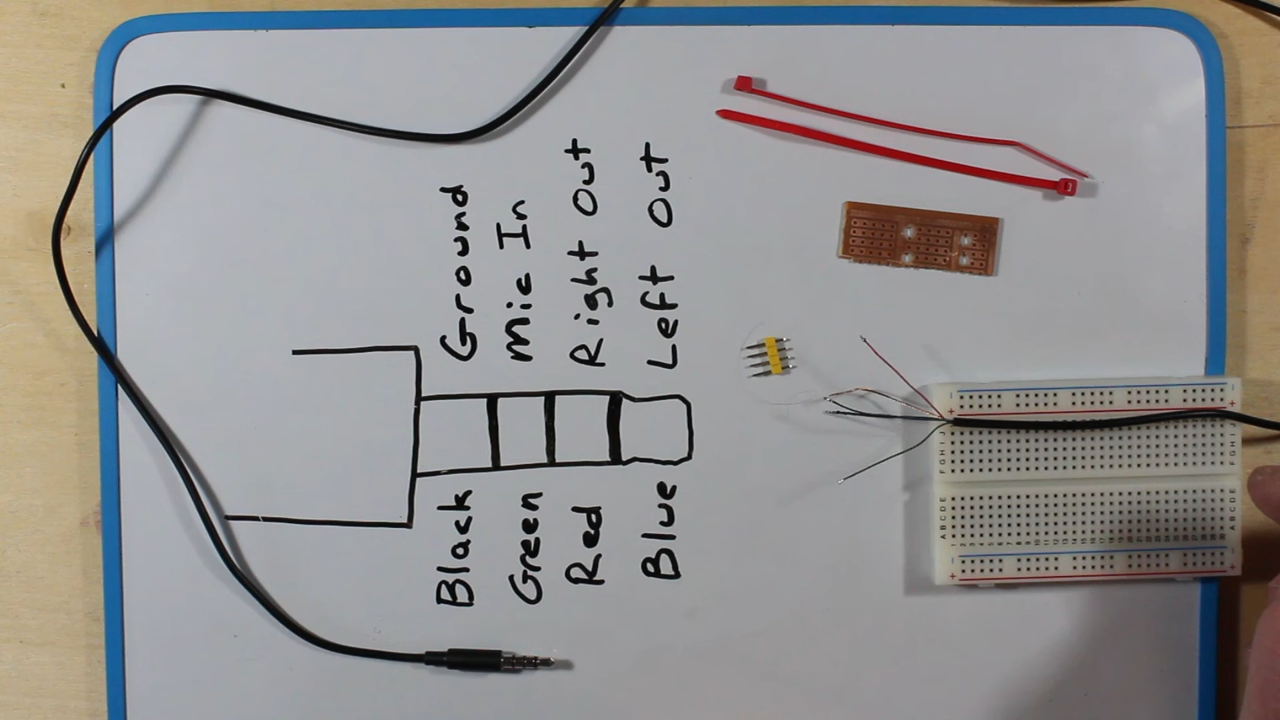 Ground
Mic In
Right Out
Left Out
Black
Green
Red
Blue